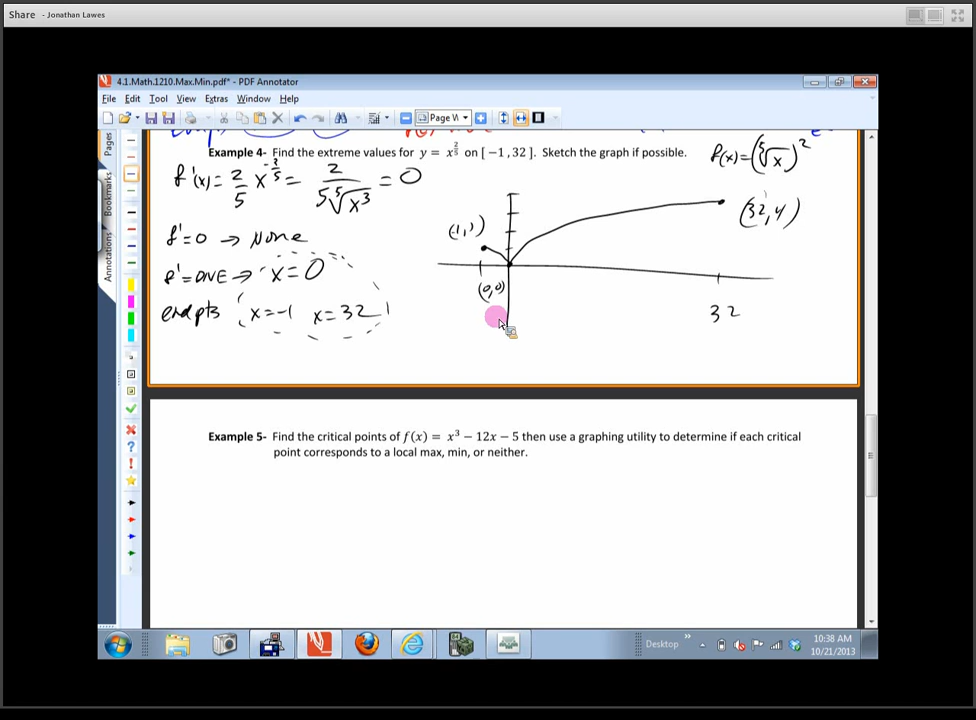 Share - Jonathan Lawes
4.1.Math.1210.Max.Min.pdf* - PDF Annotator
File Edit Tool View Extras Window Help
Page W
Pages
Bookmarks
Annotations
Example 4- Find the extreme values for y = x^(2/5) on [ −1 , 32 ]. Sketch the graph if possible.
f(x)=(⁵√x)²
f'(x)= 2/5 x^(-3/5) = 2/(5 ⁵√x³) = 0
f'=0 → None
f'=DNE → x=0
endpts x=-1 x=32
(-1,1)
(0,0)
(32,4)
32
Example 5- Find the critical points of f(x) = x³ − 12x − 5 then use a graphing utility to determine if each critical
point corresponds to a local max, min, or neither.
Desktop
10:38 AM
10/21/2013